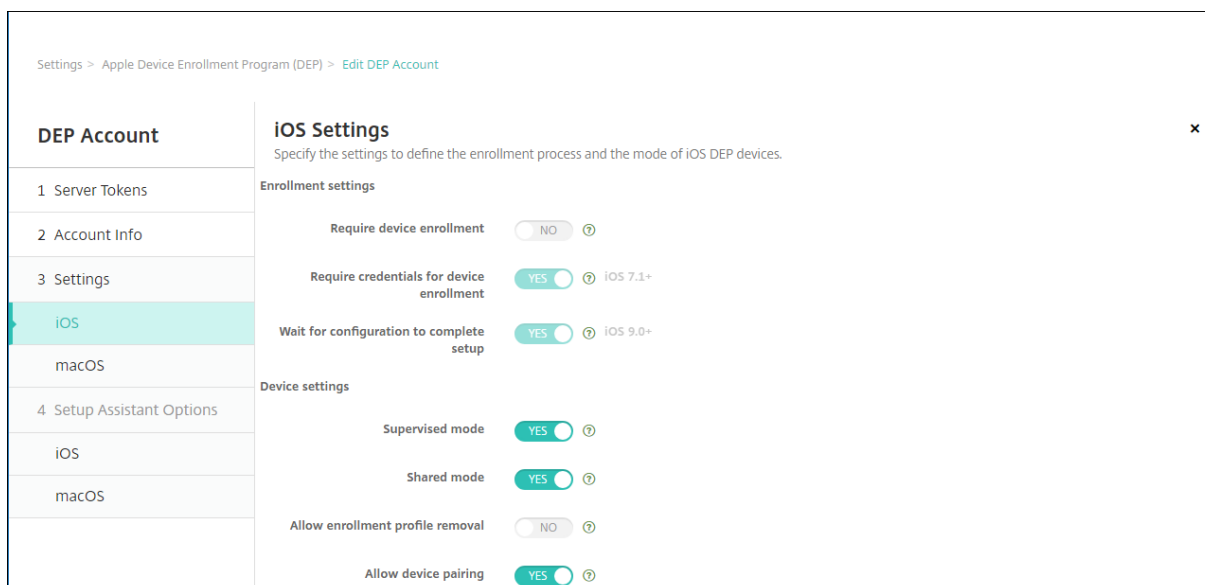 Settings > Apple Device Enrollment Program (DEP) > Edit DEP Account
DEP Account
1 Server Tokens
2 Account Info
3 Settings
iOS
macOS
4 Setup Assistant Options
iOS
macOS
iOS Settings
Specify the settings to define the enrollment process and the mode of iOS DEP devices.
Enrollment settings
Require device enrollment NO
Require credentials for device
enrollment YES iOS 7.1+
Wait for configuration to complete
setup YES iOS 9.0+
Device settings
Supervised mode YES
Shared mode YES
Allow enrollment profile removal NO
Allow device pairing YES